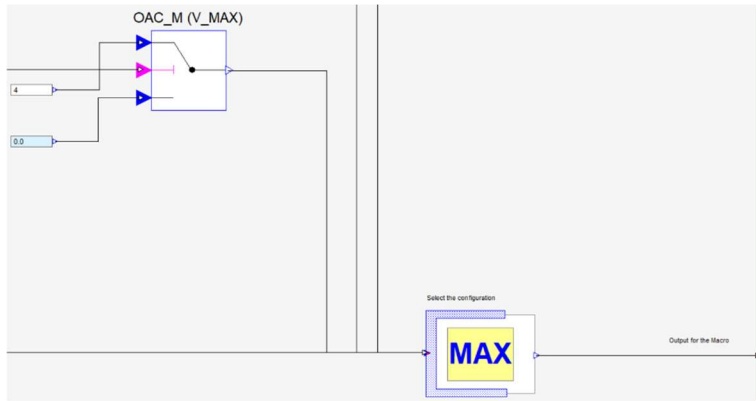 OAC_M (V_MAX)
4
0.0
Select the configuration
MAX
Output for the Macro